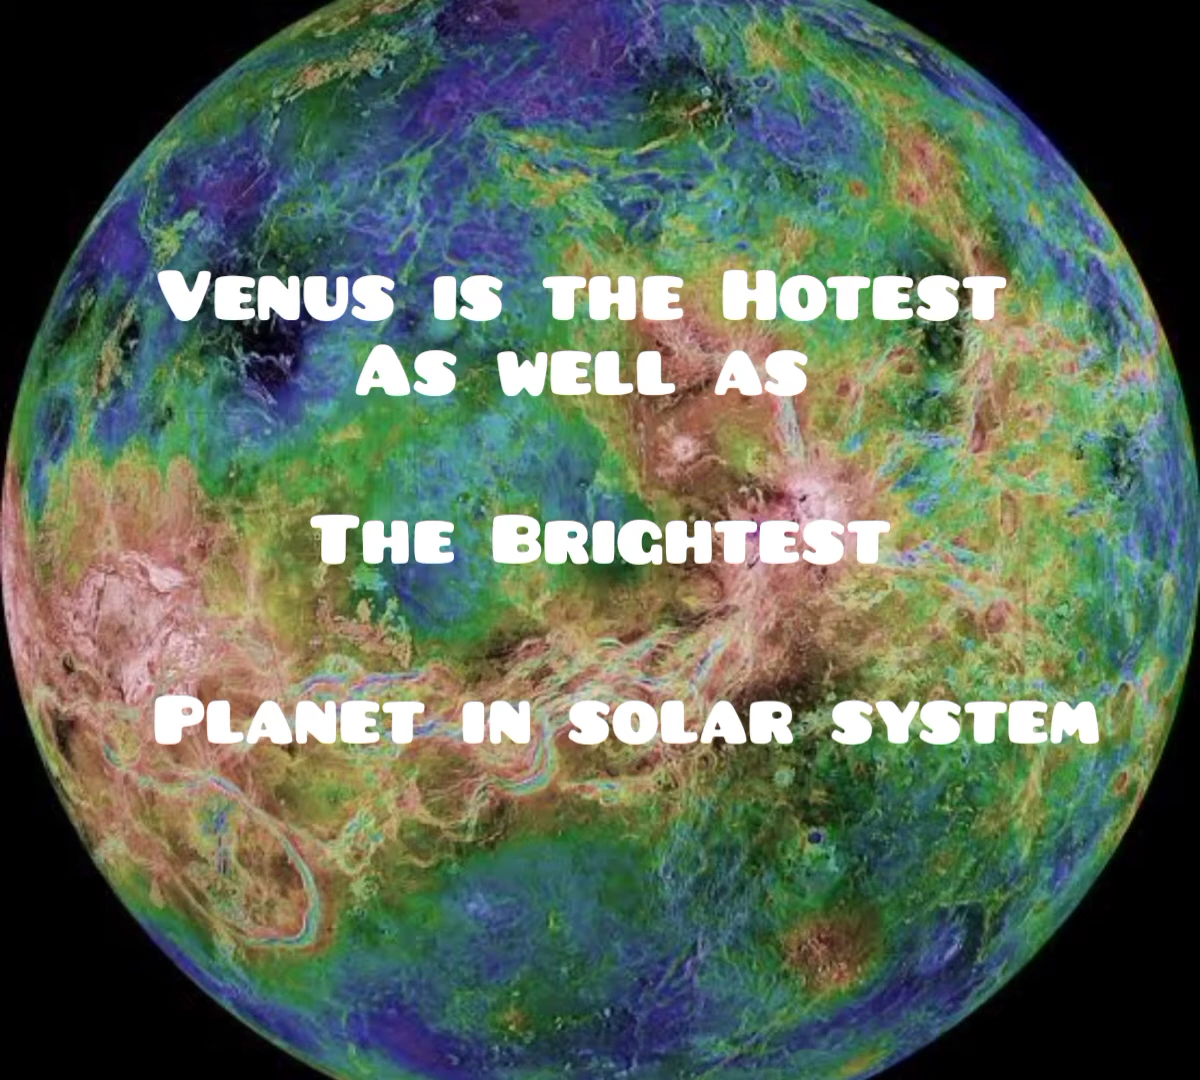 Venus is the Hotest
As well as
The Brightest
Planet in solar system